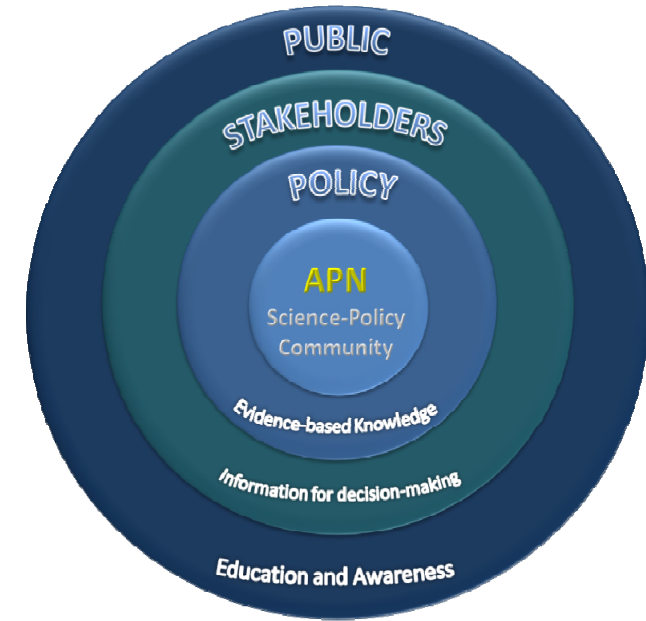 PUBLIC
STAKEHOLDERS
POLICY
APN
Science-Policy
Community
Evidence-based Knowledge
Information for decision-making
Education and Awareness